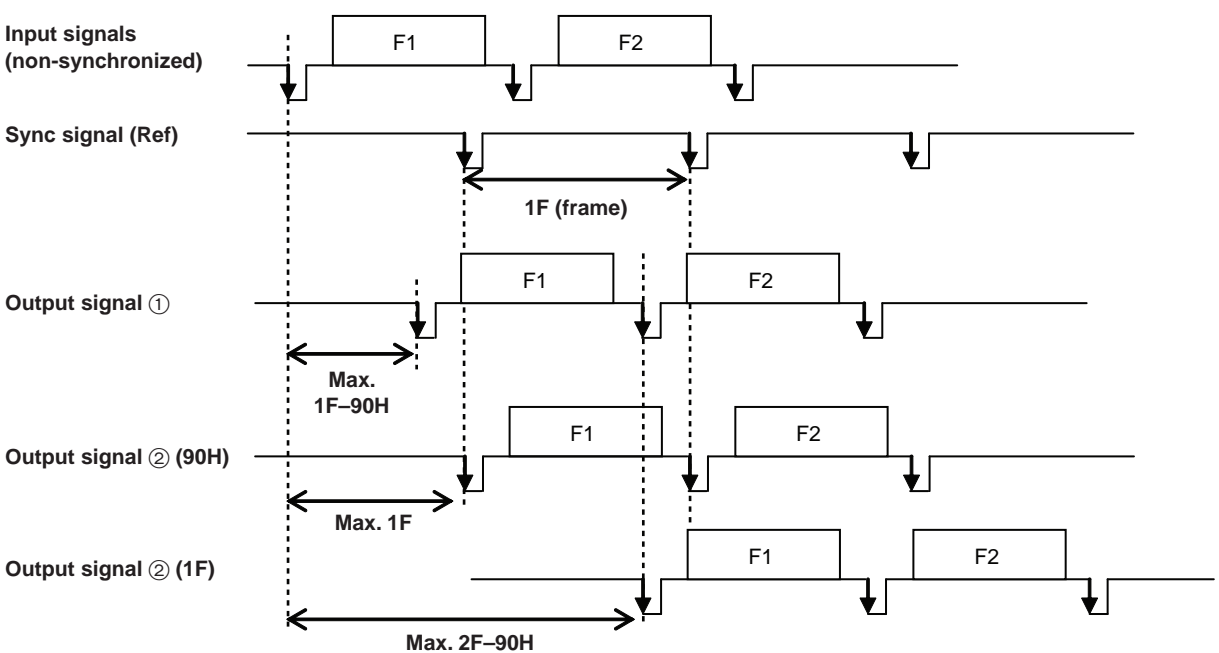 Input signals
(non-synchronized)
F1
F2
Sync signal (Ref)
1F (frame)
Output signal ①
F1
F2
Max.
1F–90H
Output signal ② (90H)
F1
F2
Max. 1F
Output signal ② (1F)
F1
F2
Max. 2F–90H